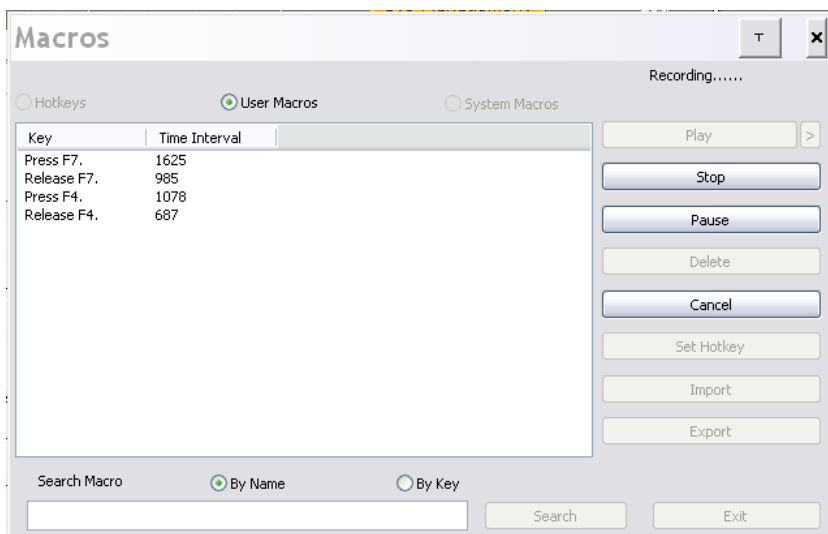 Macros
T
×
Recording......
Hotkeys User Macros System Macros
Key Time Interval
Press F7. 1625
Release F7. 985
Press F4. 1078
Release F4. 687
Play >
Stop
Pause
Delete
Cancel
Set Hotkey
Import
Export
Search Macro By Name By Key
Search Exit